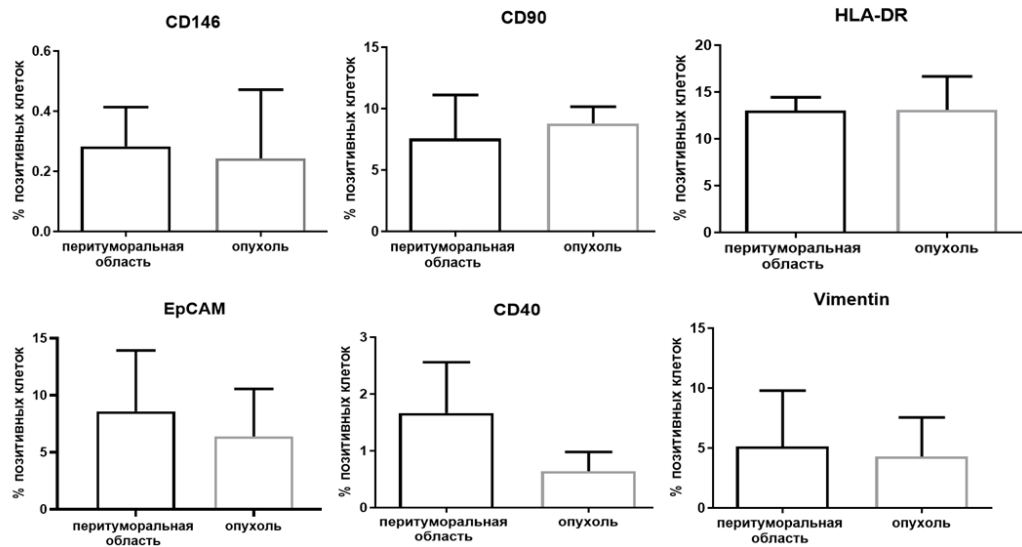 CD146
% позитивных клеток
0.6
0.4
0.2
0.0
перитуморальная
область
опухоль
CD90
% позитивных клеток
15
10
5
0
перитуморальная
область
опухоль
HLA-DR
% позитивных клеток
20
15
10
5
0
перитуморальная
область
опухоль
EpCAM
% позитивных клеток
15
10
5
0
перитуморальная
область
опухоль
CD40
% позитивных клеток
3
2
1
0
перитуморальная
область
опухоль
Vimentin
% позитивных клеток
15
10
5
0
перитуморальная
область
опухоль